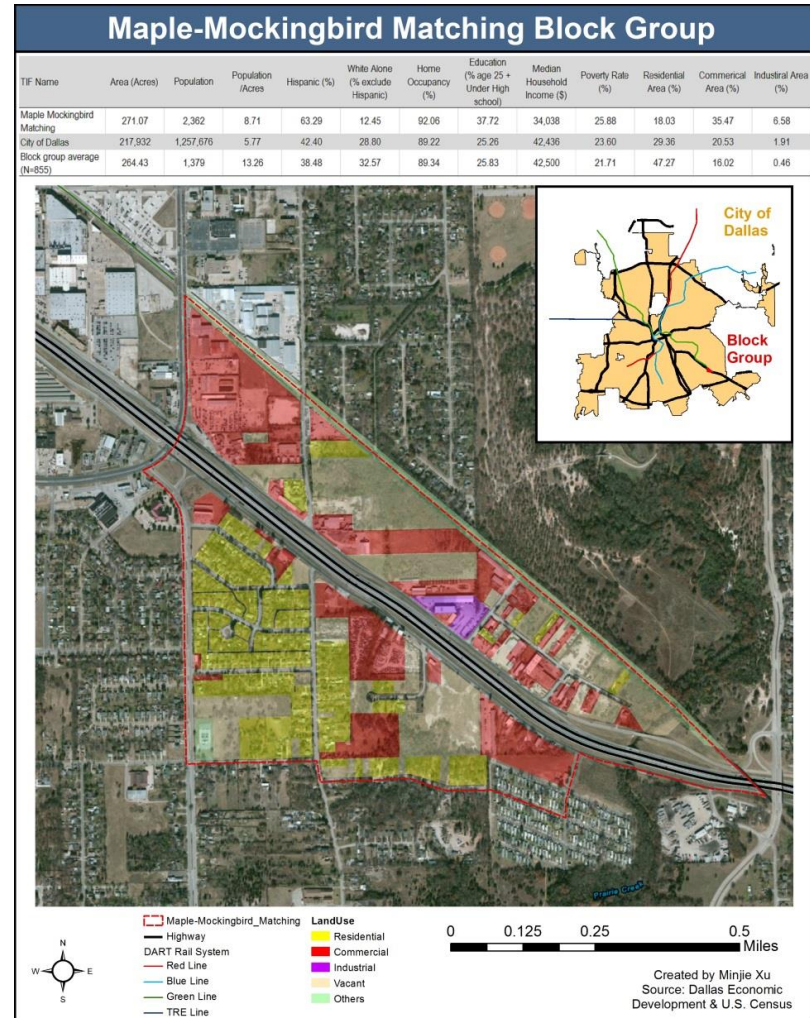 Maple-Mockingbird Matching Block Group
TIF Name
Area (Acres)
Population
Population
/Acres
Hispanic (%)
White Alone
(% exclude
Hispanic)
Home
Occupancy
(%)
Education
(% age 25 +
Under High
school)
Median
Household
Income ($)
Poverty Rate
(%)
Residential
Area (%)
Commerical
Area (%)
Industiral Area
(%)
Maple Mockingbird
Matching
271.07 2,362 8.71 63.29 12.45 92.06 37.72 34,038 25.88 18.03 35.47 6.58
City of Dallas 217,932 1,257,676 5.77 42.40 28.80 89.22 25.26 42,436 23.60 29.36 20.53 1.91
Block group average
(N=855)
264.43 1,379 13.26 38.48 32.57 89.34 25.83 42,500 21.71 47.27 16.02 0.46
City of
Dallas
Block
Group
Prairie Creek
N
W E
S
Maple-Mockingbird_Matching
Highway
DART Rail System
Red Line
Blue Line
Green Line
TRE Line
LandUse
Residential
Commercial
Industrial
Vacant
Others
0 0.125 0.25 0.5
Miles
Created by Minjie Xu
Source: Dallas Economic
Development & U.S. Census